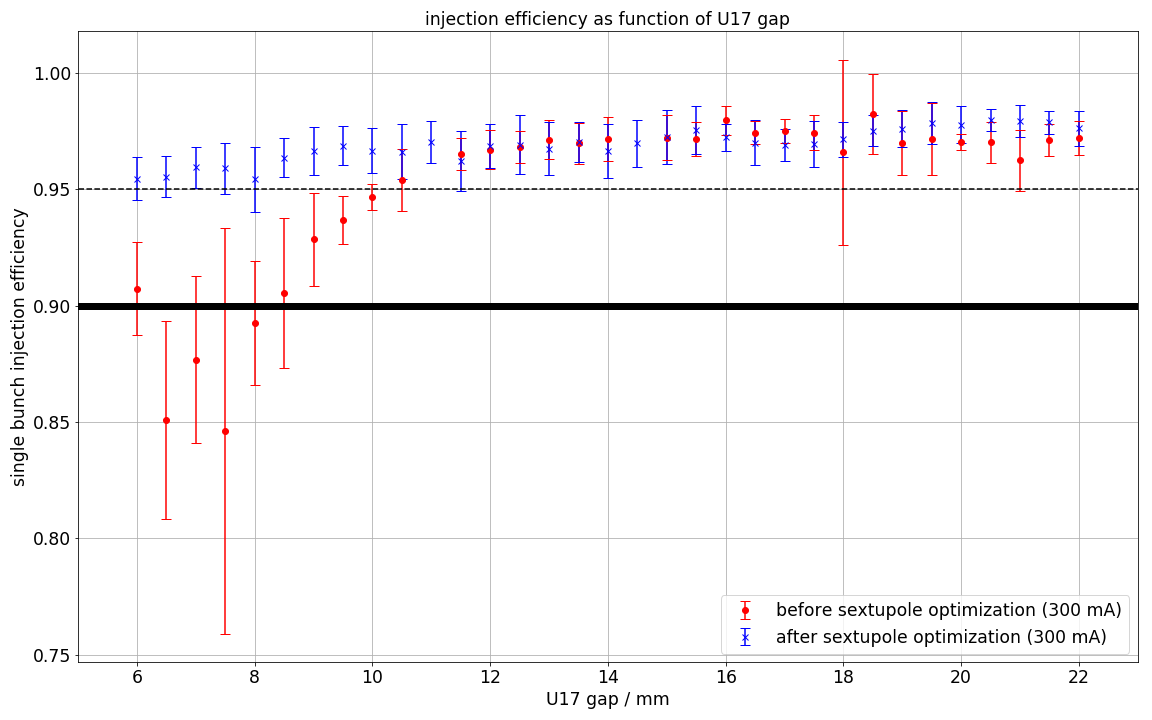 injection efficiency as function of U17 gap
single bunch injection efficiency
1.00
0.95
0.90
0.85
0.80
0.75
6 8 10 12 14 16 18 20 22
U17 gap / mm
before sextupole optimization (300 mA)
after sextupole optimization (300 mA)